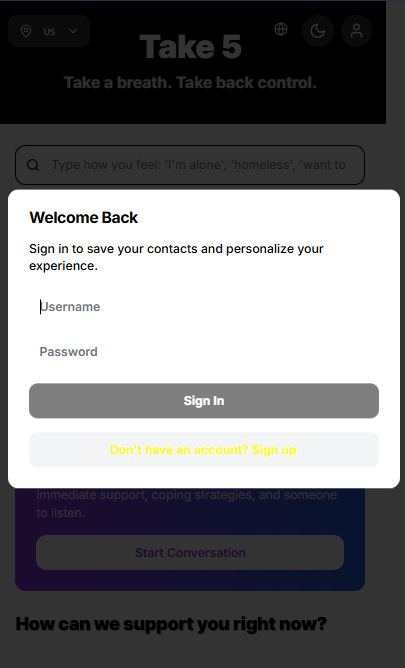 US
Take 5
Take a breath. Take back control.
Type how you feel: 'I'm alone', 'homeless', 'want to
Welcome Back
Sign in to save your contacts and personalize your
experience.
Username
Password
Sign In
Don't have an account? Sign up
immediate support, coping strategies, and someone
to listen.
Start Conversation
How can we support you right now?